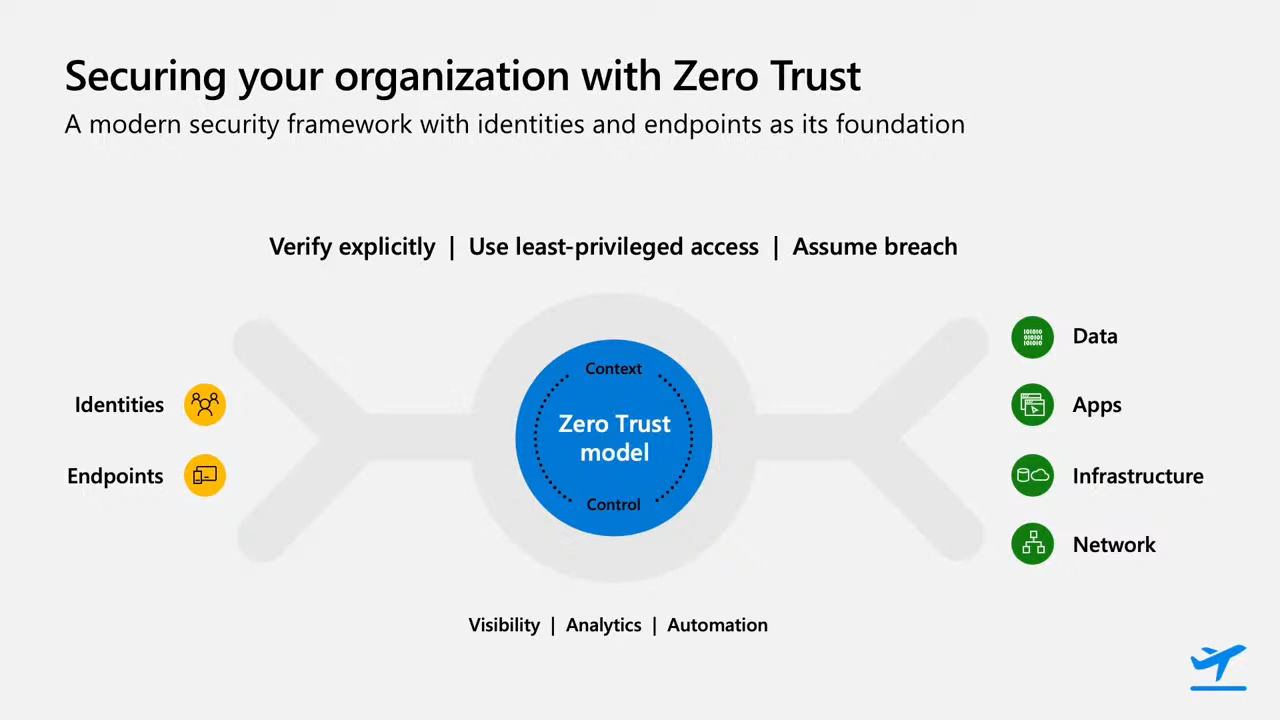 Securing your organization with Zero Trust
A modern security framework with identities and endpoints as its foundation
Verify explicitly | Use least-privileged access | Assume breach
Identities
Endpoints
Context
Zero Trust
model
Control
Data
Apps
Infrastructure
Network
Visibility | Analytics | Automation